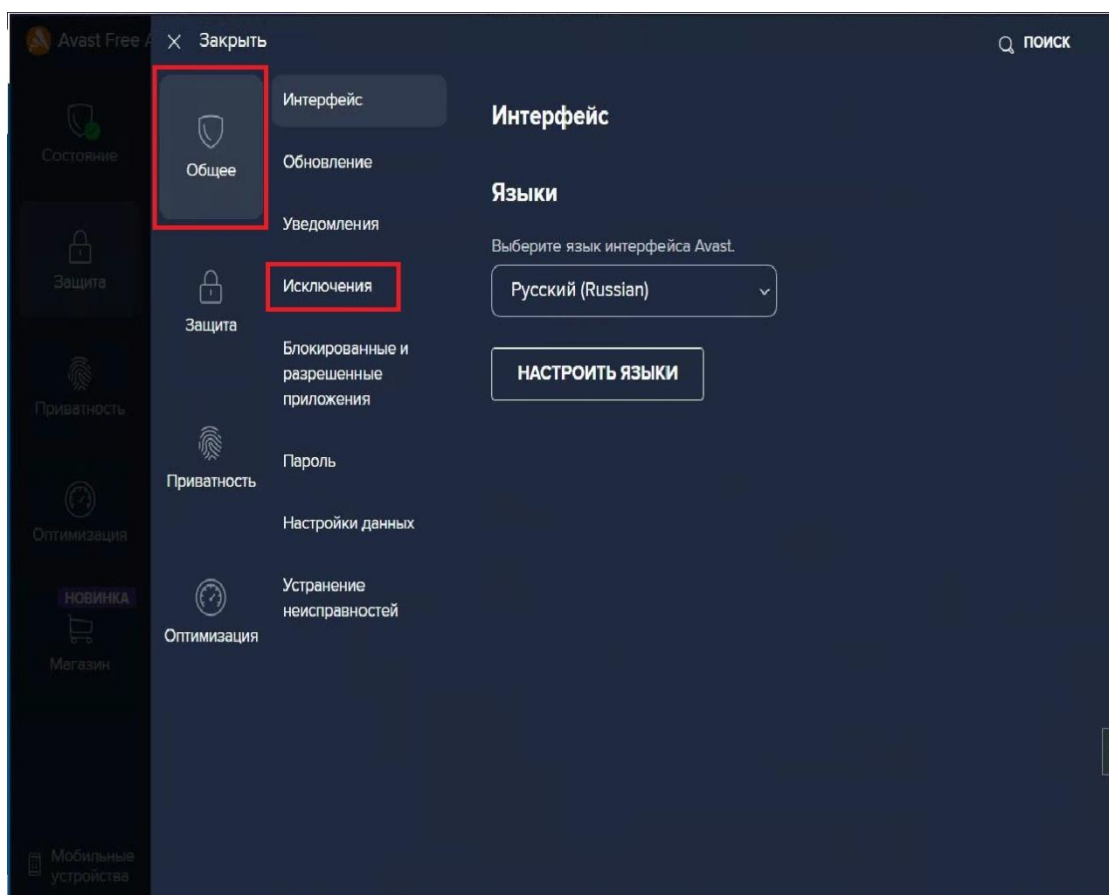 Avast Free A
Закрыть
ПОИСК
Состояние
Защита
Приватность
Оптимизация
НОВИНКА
Магазин
Мобильные
устройства
Общее
Защита
Приватность
Оптимизация
Интерфейс
Обновление
Уведомления
Исключения
Блокированные и
разрешенные
приложения
Пароль
Настройки данных
Устранение
неисправностей
Интерфейс
Языки
Выберите язык интерфейса Avast.
Русский (Russian)
НАСТРОИТЬ ЯЗЫКИ